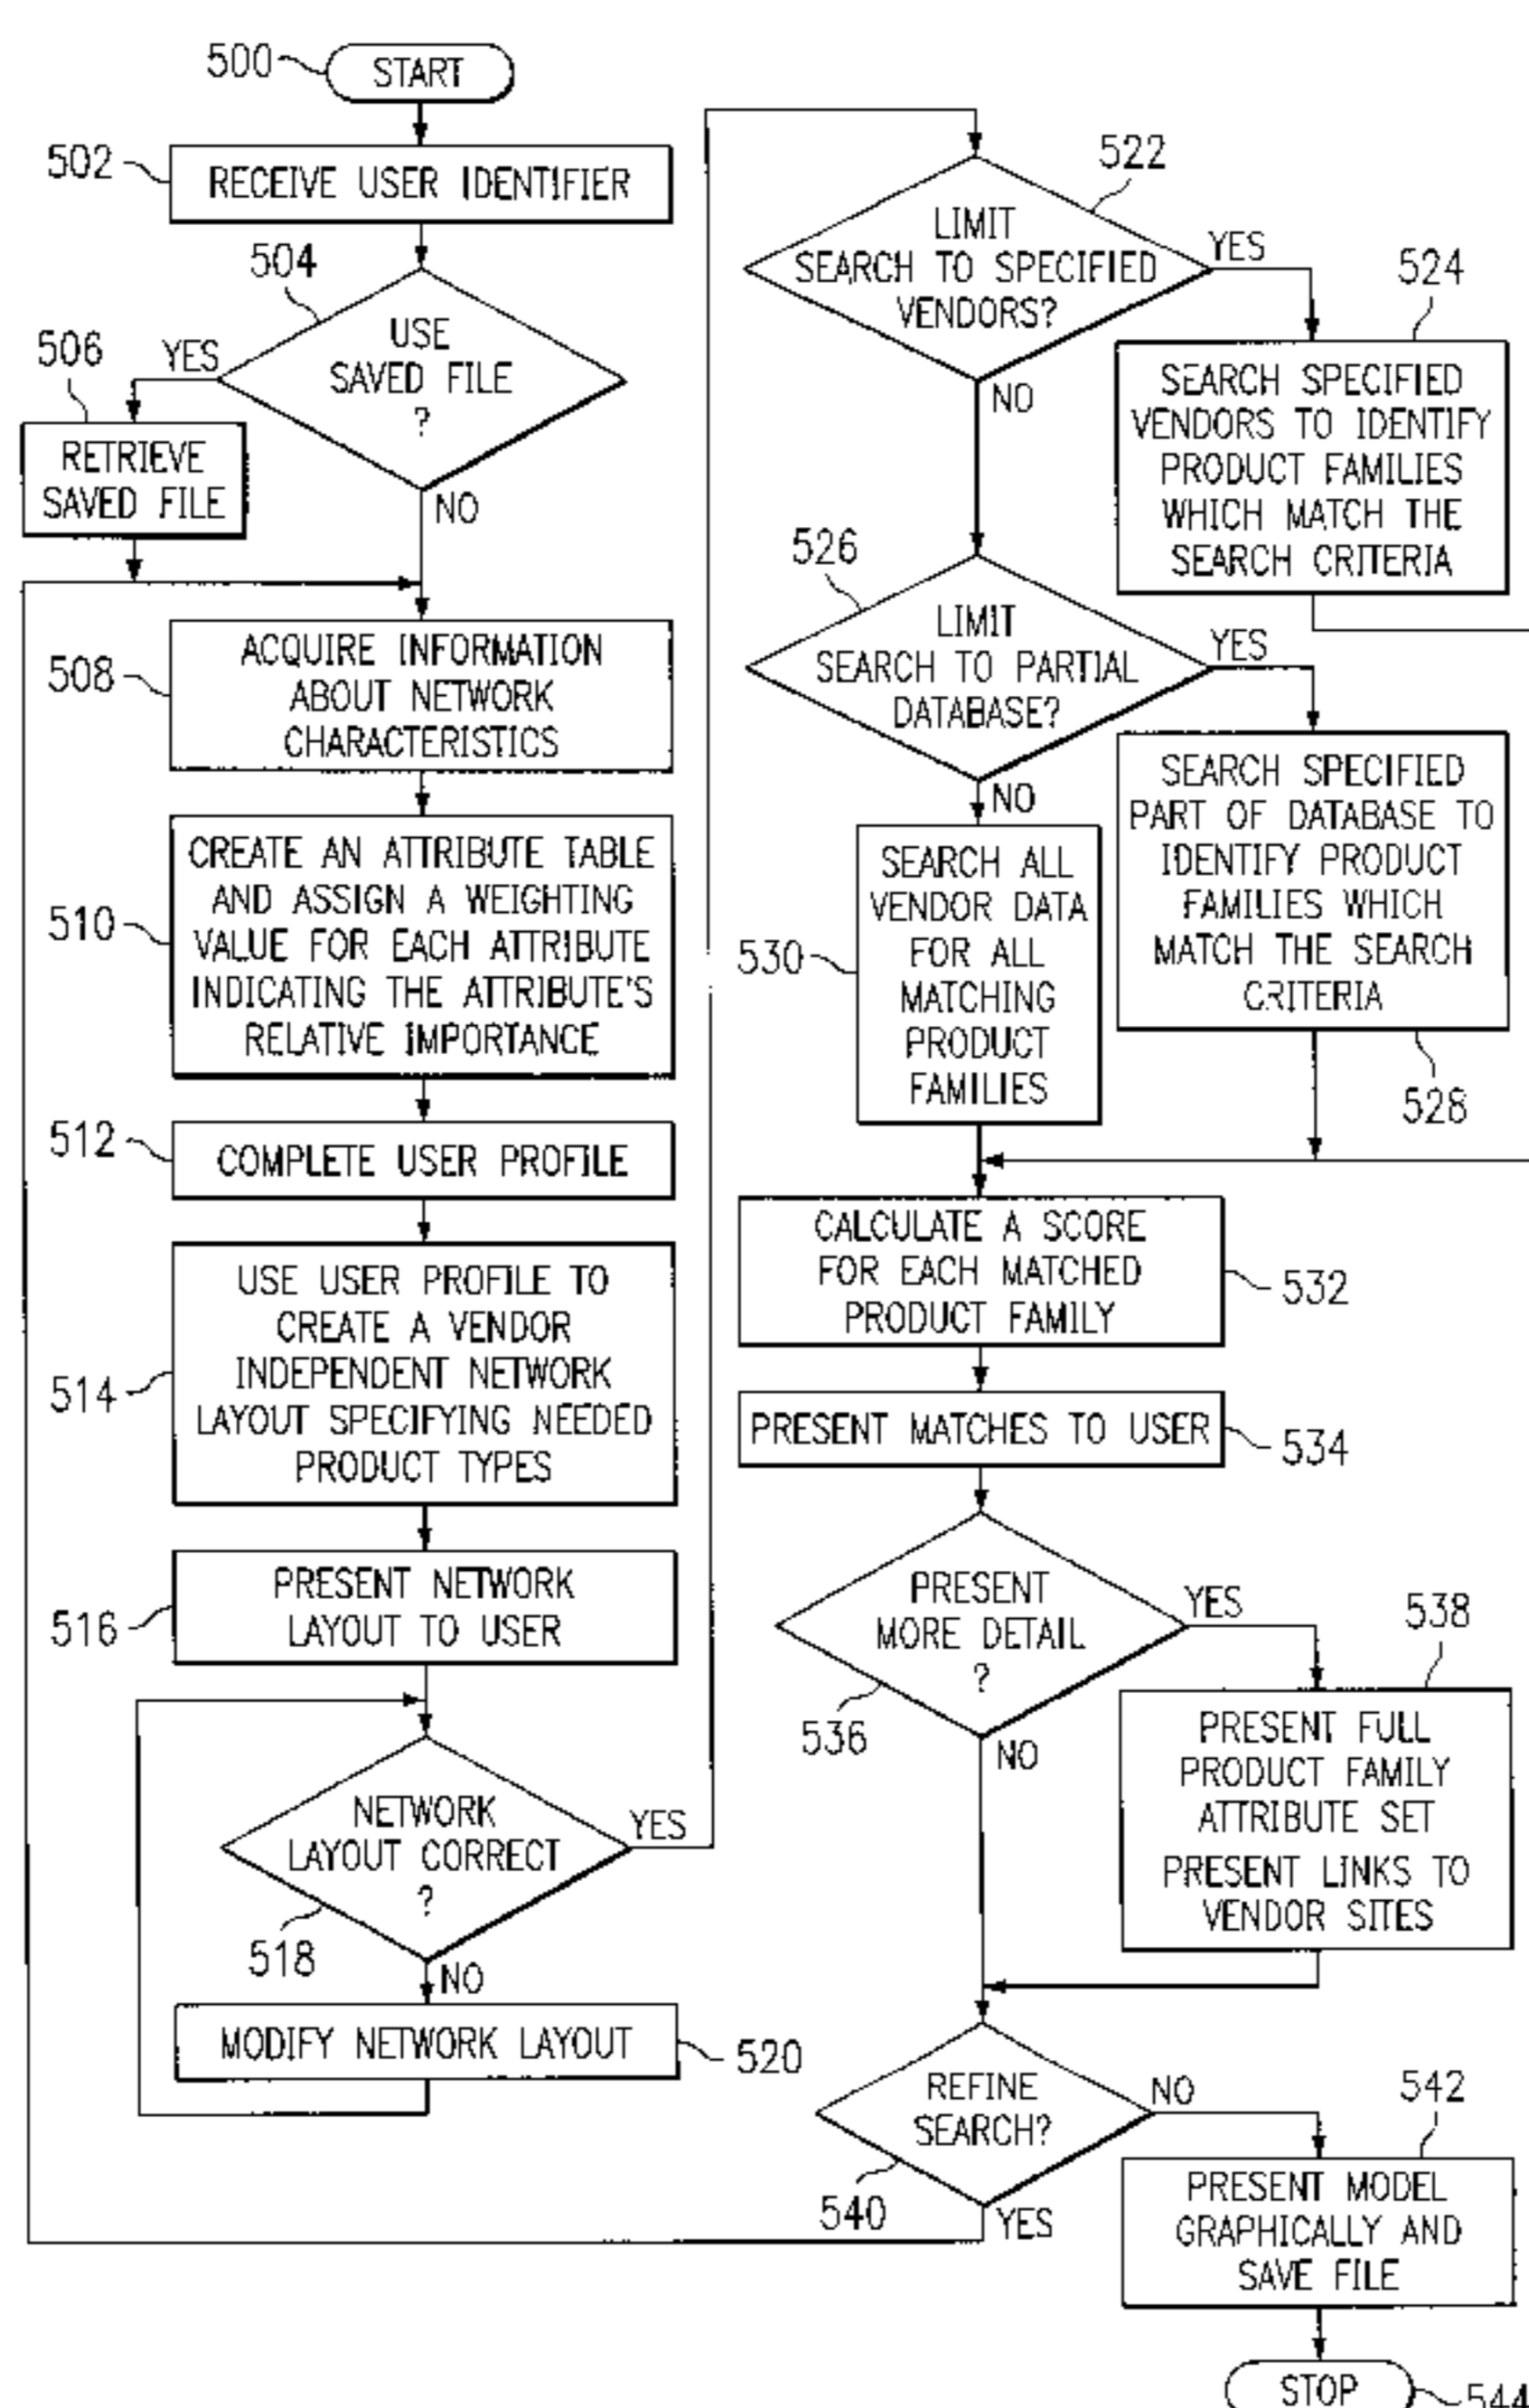 500
START
502
RECEIVE USER IDENTIFIER
504
USE
SAVED FILE
?
YES
NO
506
RETRIEVE
SAVED FILE
508
ACQUIRE INFORMATION
ABOUT NETWORK
CHARACTERISTICS
510
CREATE AN ATTRIBUTE TABLE
AND ASSIGN A WEIGHTING
VALUE FOR EACH ATTRIBUTE
INDICATING THE ATTRIBUTE'S
RELATIVE IMPORTANCE
512
COMPLETE USER PROFILE
514
USE USER PROFILE TO
CREATE A VENDOR
INDEPENDENT NETWORK
LAYOUT SPECIFYING NEEDED
PRODUCT TYPES
516
PRESENT NETWORK
LAYOUT TO USER
518
NETWORK
LAYOUT CORRECT
?
YES
NO
MODIFY NETWORK LAYOUT
520
522
LIMIT
SEARCH TO SPECIFIED
VENDORS?
YES
NO
524
SEARCH SPECIFIED
VENDORS TO IDENTIFY
PRODUCT FAMILIES
WHICH MATCH THE
SEARCH CRITERIA
526
LIMIT
SEARCH TO PARTIAL
DATABASE?
YES
NO
SEARCH SPECIFIED
PART OF DATABASE TO
IDENTIFY PRODUCT
FAMILIES WHICH
MATCH THE SEARCH
CRITERIA
528
530
SEARCH ALL
VENDOR DATA
FOR ALL
MATCHING
PRODUCT
FAMILIES
CALCULATE A SCORE
FOR EACH MATCHED
PRODUCT FAMILY
532
PRESENT MATCHES TO USER
534
PRESENT
MORE DETAIL
?
536
YES
NO
538
PRESENT FULL
PRODUCT FAMILY
ATTRIBUTE SET
PRESENT LINKS TO
VENDOR SITES
REFINE
SEARCH?
540
NO
YES
542
PRESENT MODEL
GRAPHICALLY AND
SAVE FILE
STOP
544